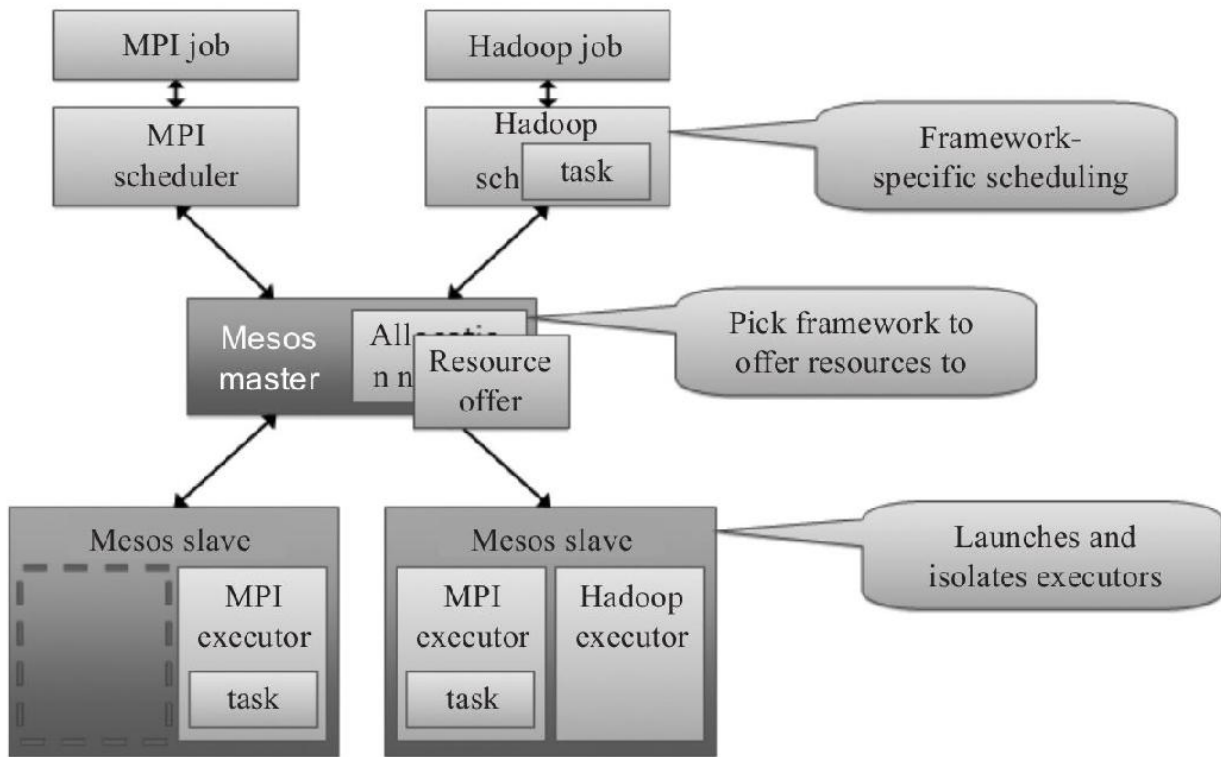 MPI job
Hadoop job
MPI
scheduler
Hadoop
sch
task
Framework-
specific scheduling
Mesos
master
n n
Resource
offer
Pick framework to
offer resources to
Mesos slave
MPI
executor
task
Mesos slave
MPI
executor
task
Hadoop
executor
Launches and
isolates executors